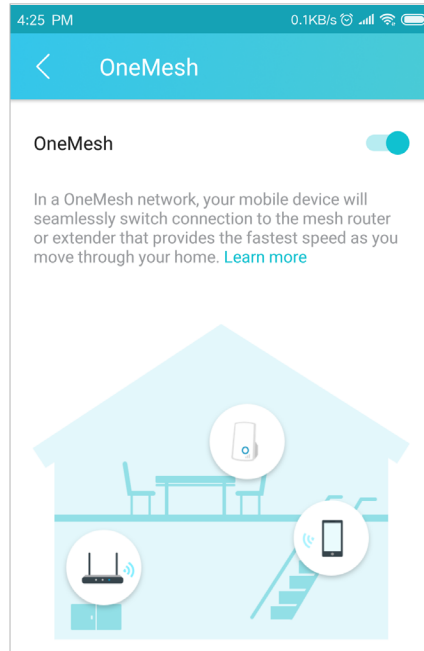 4:25 PM 0.1KB/s
OneMesh
OneMesh
In a OneMesh network, your mobile device will
seamlessly switch connection to the mesh router
or extender that provides the fastest speed as you
move through your home. Learn more